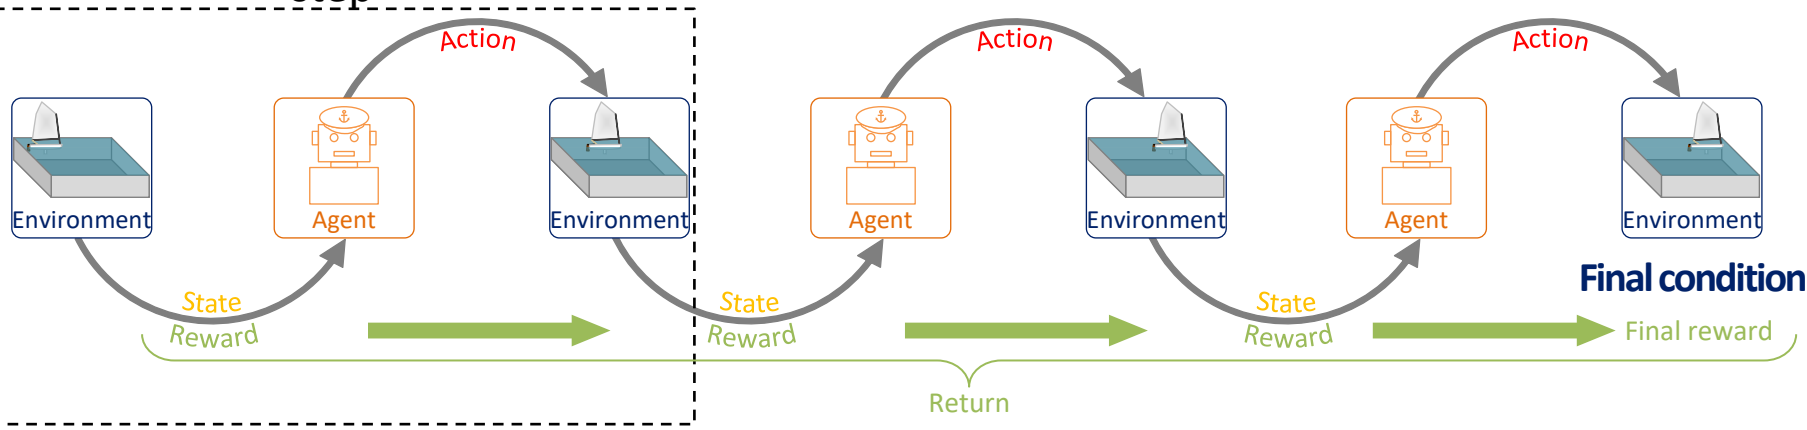 Action Action Action
Environment Agent Environment Agent Environment Agent Environment
Final condition
State State State
Reward Reward Reward Final reward
Return